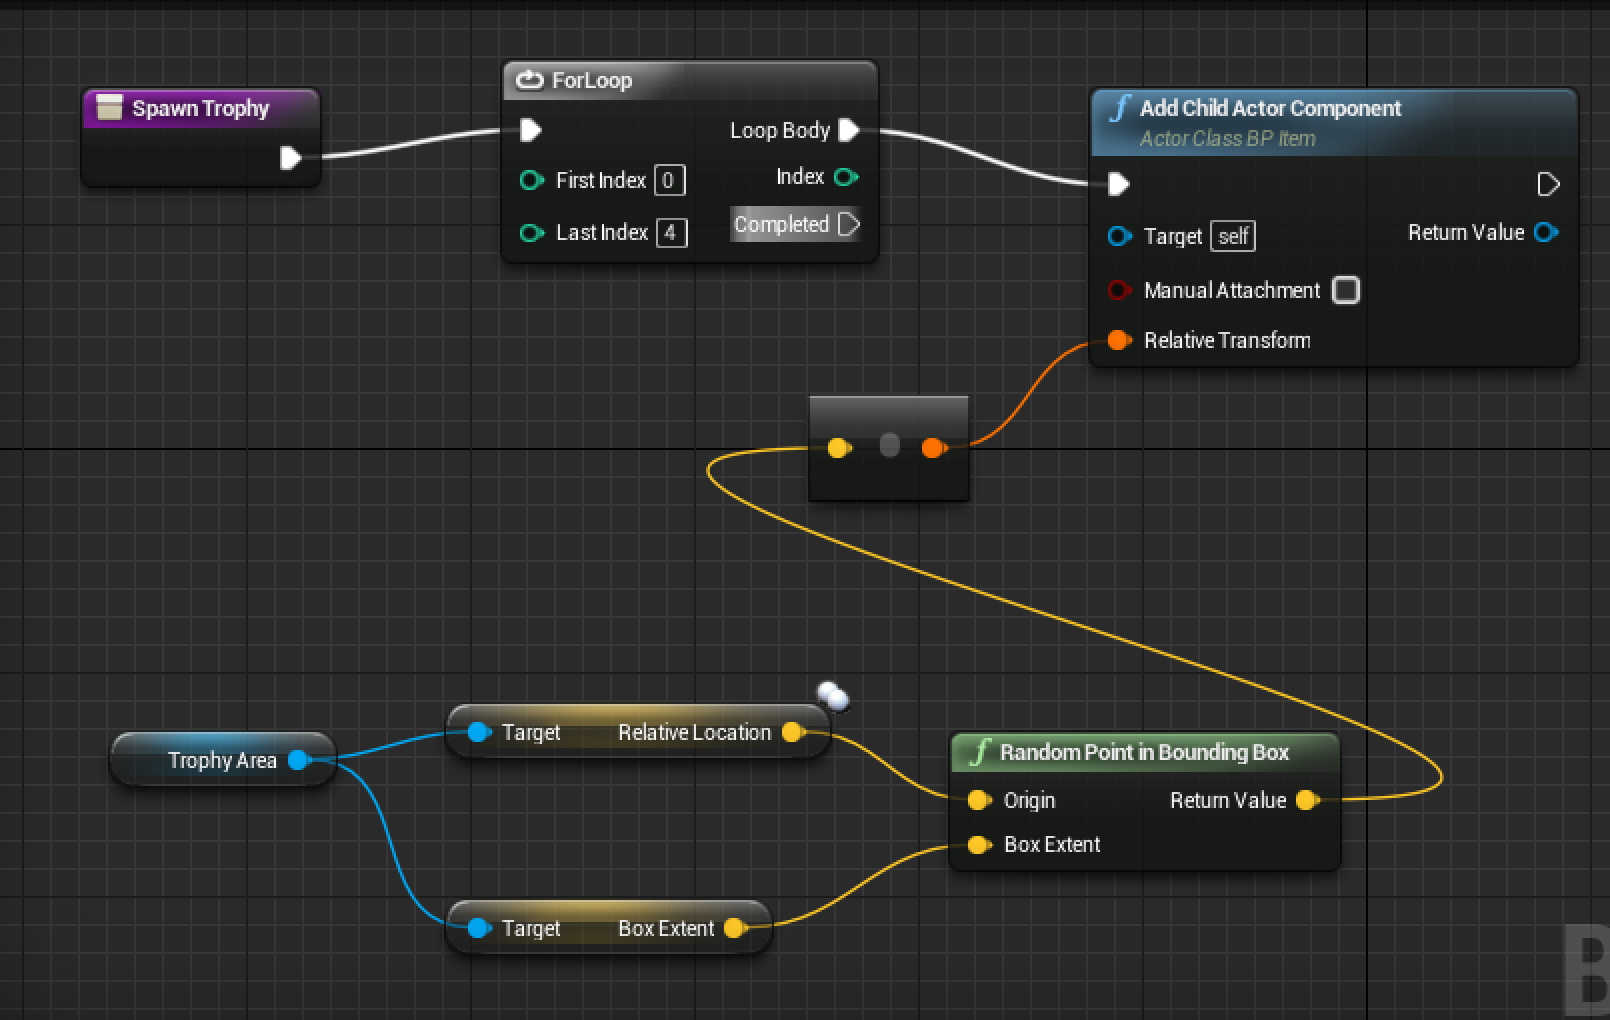 Spawn Trophy
ForLoop
Loop Body
First Index 0
Index
Last Index 4
Completed
f Add Child Actor Component
Actor Class BP Item
Target self
Return Value
Manual Attachment
Relative Transform
Trophy Area
Target Relative Location
Target Box Extent
f Random Point in Bounding Box
Origin Return Value
Box Extent
B